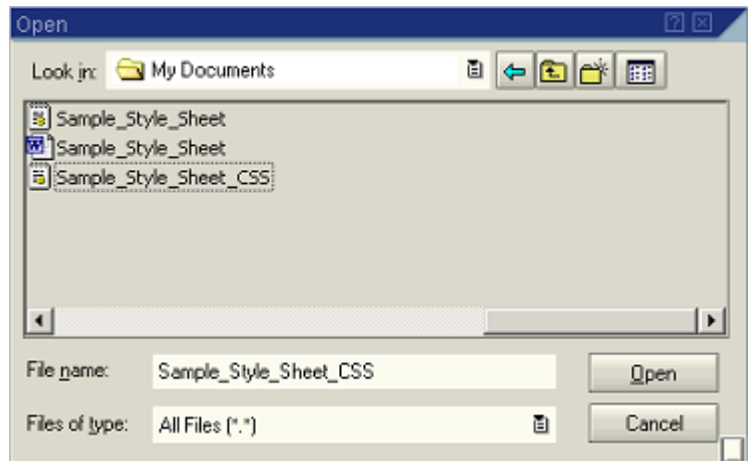 Open
Look in: My Documents
Sample_Style_Sheet
Sample_Style_Sheet
Sample_Style_Sheet_CSS
File name: Sample_Style_Sheet_CSS Open
Files of type: All Files (*.*) Cancel